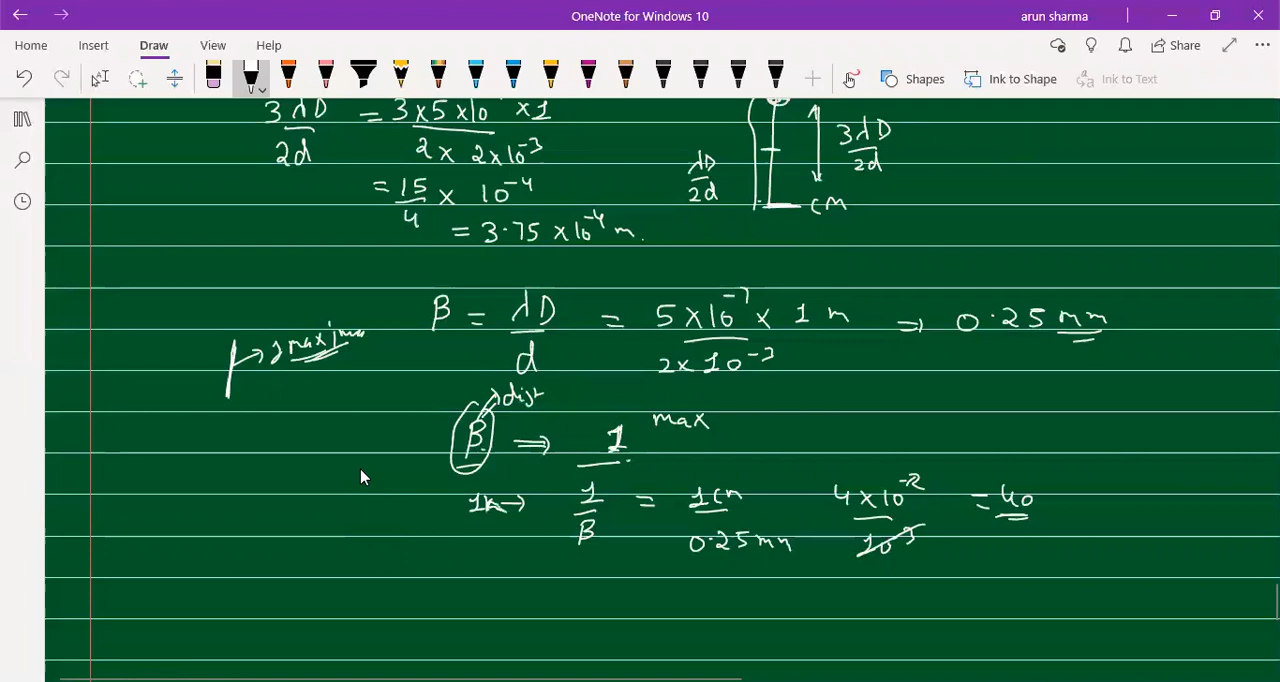 OneNote for Windows 10
arun sharma
Home Insert Draw View Help
Share
Shapes Ink to Shape Ink to Text
3λD/2d = 3×5×10 ×1 / 2× 2×10⁻³
= 15/4 × 10⁻⁴
= 3.75 ×10⁻⁴ m.
3λD/2d
λD/2d
CM
β = λD/d = 5×10⁻⁷ × 1 m / 2×10⁻³ ⇒ 0.25 mm
maxima
dist
β ⇒ 1 max
1/β = 1cm / 0.25mm 4×10⁻² / 10⁻³ = 40